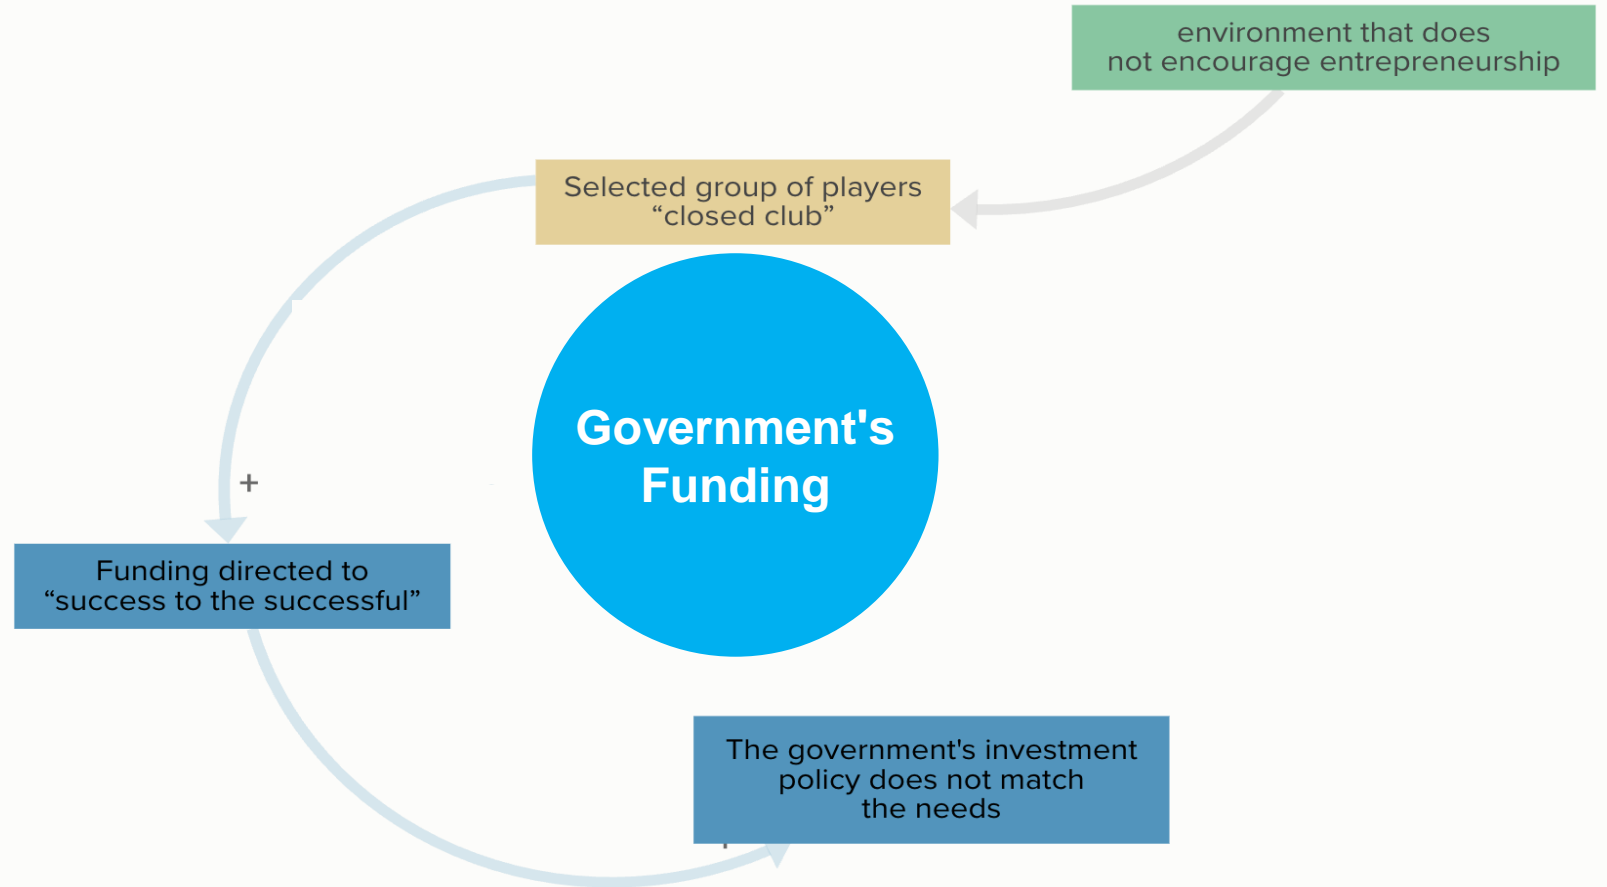 environment that does
not encourage entrepreneurship
Selected group of players
“closed club”
Government's
Funding
+
Funding directed to
“success to the successful”
The government's investment
policy does not match
the needs